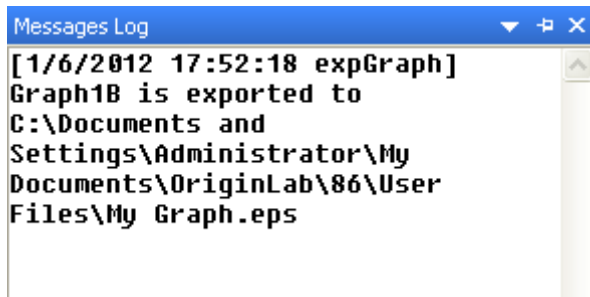 Messages Log
[1/6/2012 17:52:18 expGraph]
Graph1B is exported to
C:\Documents and
Settings\Administrator\My
Documents\OriginLab\86\User
Files\My Graph.eps